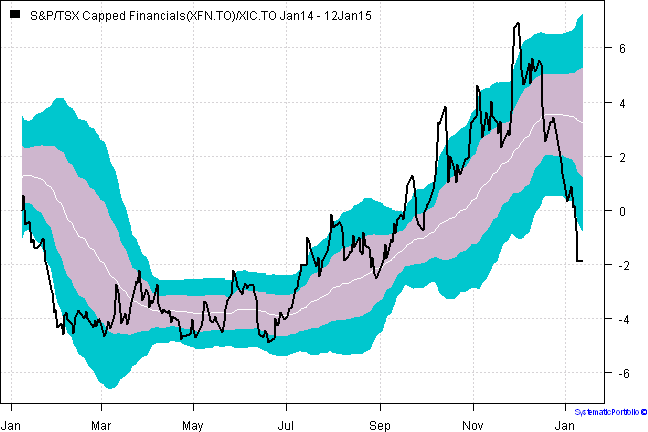 S&P/TSX Capped Financials(XFN.TO)/XIC.TO Jan14 - 12Jan15
6
4
2
0
-2
-4
-6
Jan Mar May Jul Sep Nov Jan
SystematicPortfolio ©